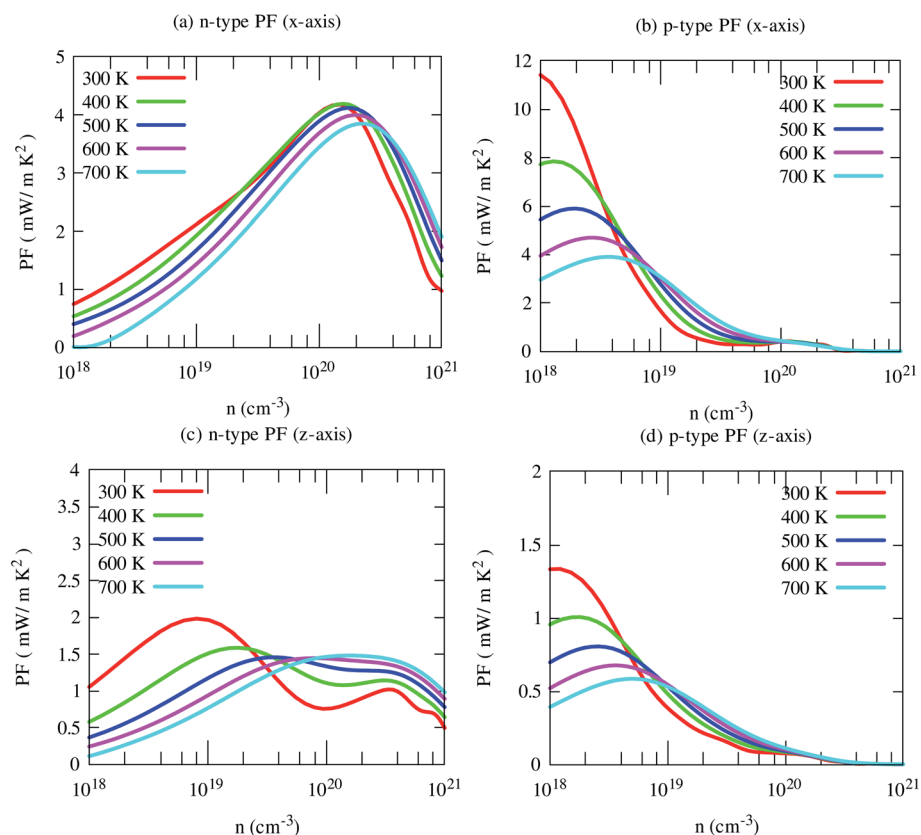 (a) n-type PF (x-axis)
PF ( mW/ m K²)
5
4
3
2
1
0
300 K
400 K
500 K
600 K
700 K
10¹⁸ 10¹⁹ 10²⁰ 10²¹
n (cm⁻³)
(b) p-type PF (x-axis)
PF ( mW/ m K²)
12
10
8
6
4
2
0
300 K
400 K
500 K
600 K
700 K
10¹⁸ 10¹⁹ 10²⁰ 10²¹
n (cm⁻³)
(c) n-type PF (z-axis)
PF ( mW/ m K²)
4
3.5
3
2.5
2
1.5
1
0.5
0
300 K
400 K
500 K
600 K
700 K
10¹⁸ 10¹⁹ 10²⁰ 10²¹
n (cm⁻³)
(d) p-type PF (z-axis)
PF ( mW/ m K²)
2
1.5
1
0.5
0
300 K
400 K
500 K
600 K
700 K
10¹⁸ 10¹⁹ 10²⁰ 10²¹
n (cm⁻³)